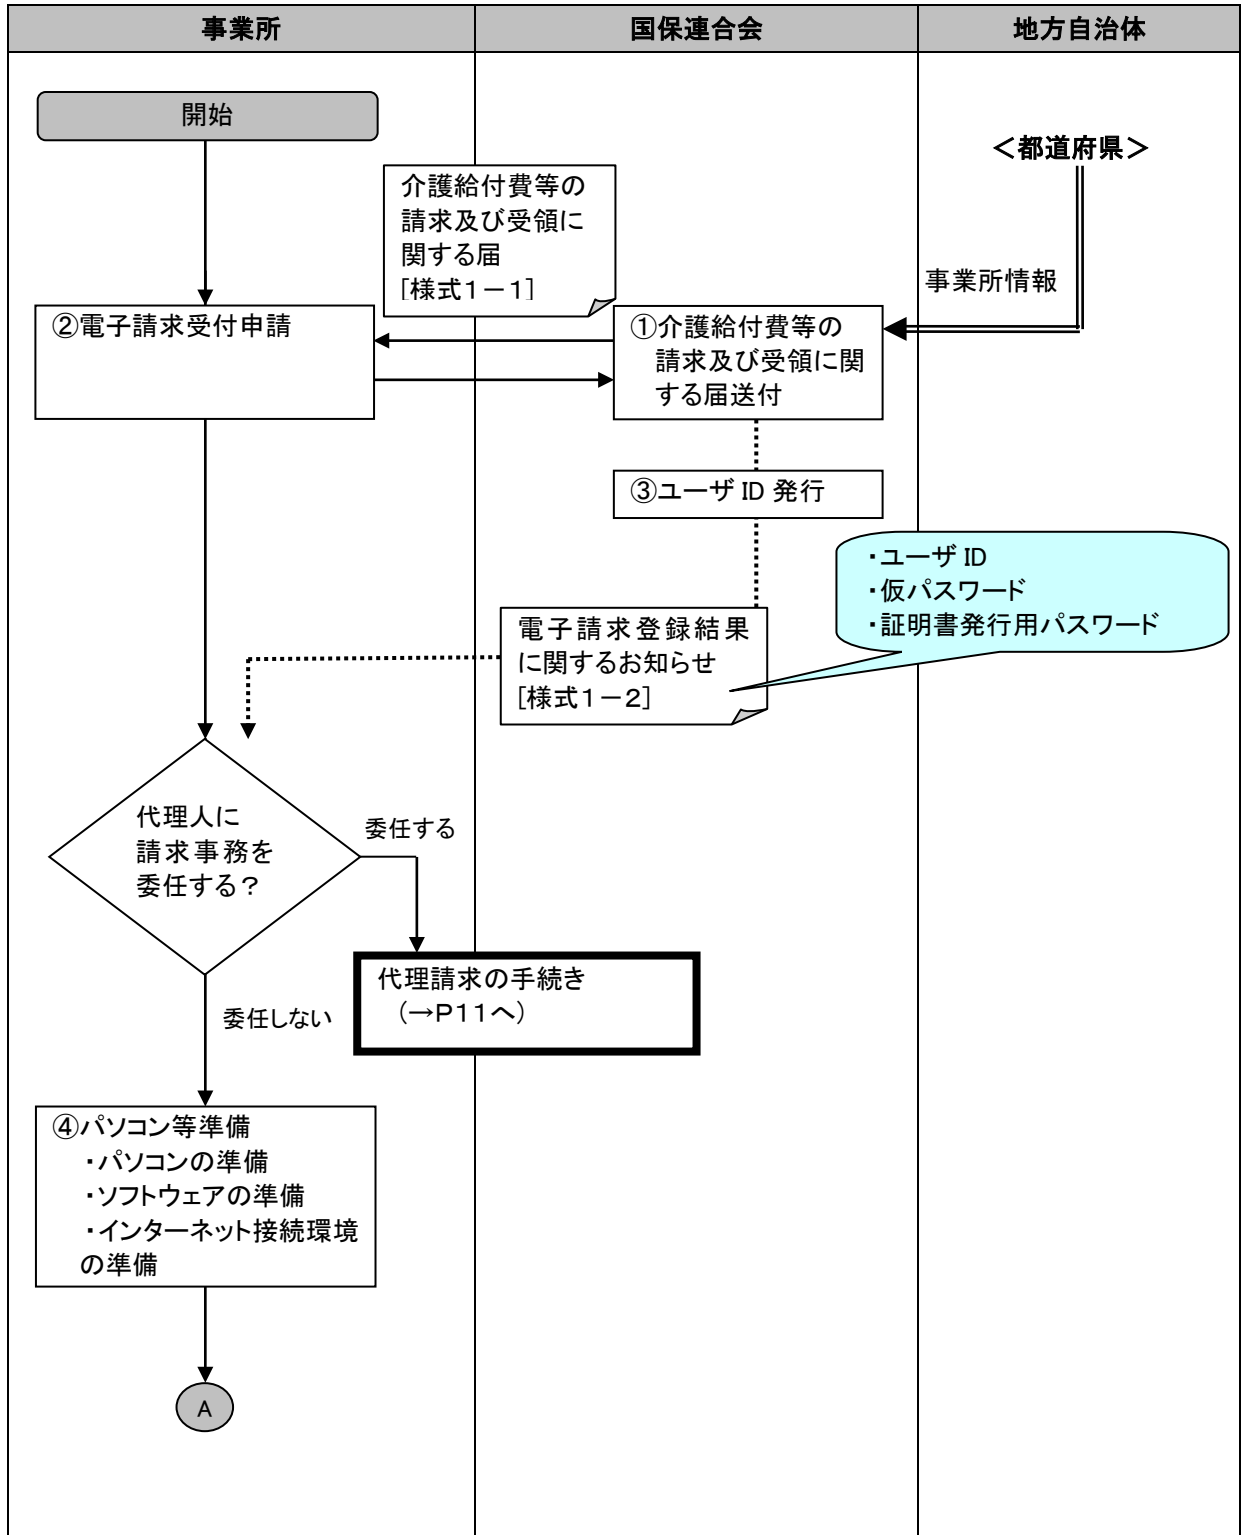 事業所
国保連合会
地方自治体
開始
<都道府県>
介護給付費等の
請求及び受領に
関する届
[様式1-1]
事業所情報
②電子請求受付申請
①介護給付費等の
請求及び受領に関
する届送付
③ユーザ ID 発行
・ユーザ ID
・仮パスワード
・証明書発行用パスワード
電子請求登録結果
に関するお知らせ
[様式1-2]
代理人に
請求事務を
委任する?
委任する
代理請求の手続き
(→P11へ)
委任しない
④パソコン等準備
・パソコンの準備
・ソフトウェアの準備
・インターネット接続環境
の準備
A